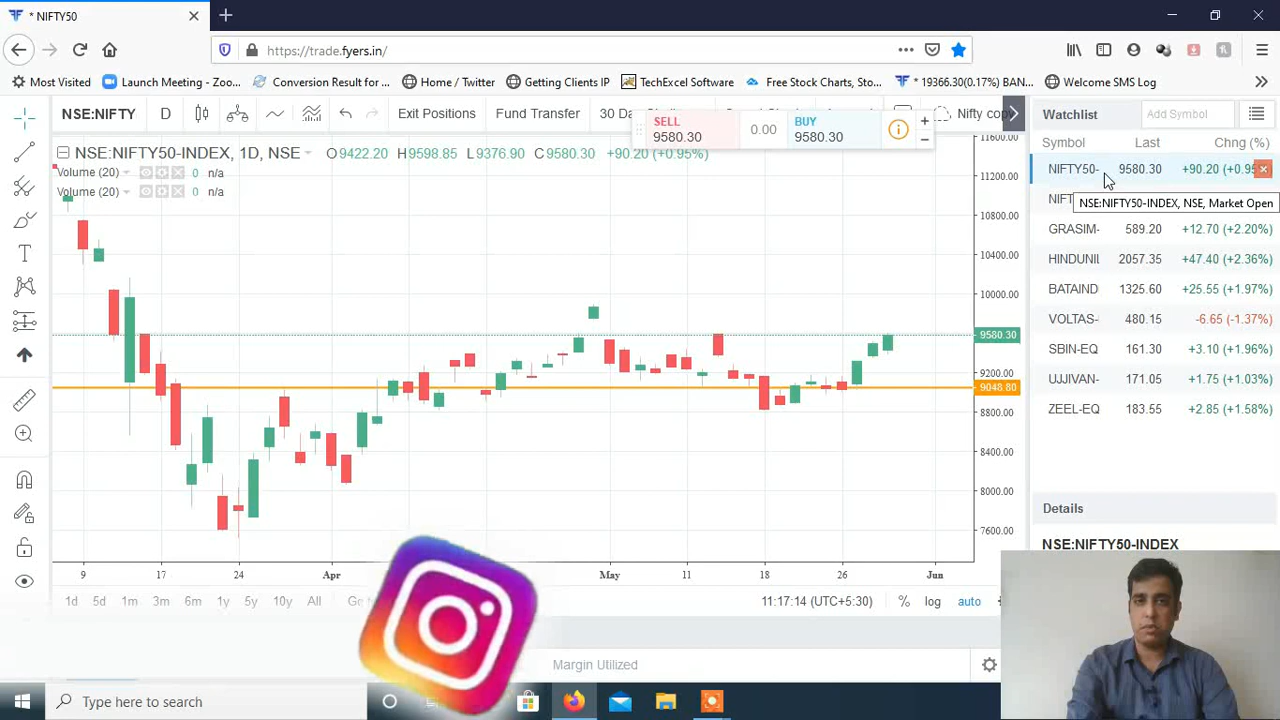 * NIFTY50
https://trade.fyers.in/
Most Visited
Launch Meeting - Zoo...
Conversion Result for ...
Home / Twitter
Getting Clients IP
TechExcel Software
Free Stock Charts, Sto...
* 19366.30(0.17%) BAN...
Welcome SMS Log
NSE:NIFTY
D
Exit Positions
Fund Transfer
30 Da
Nifty cop
SELL
9580.30
0.00
BUY
9580.30
NSE:NIFTY50-INDEX, 1D, NSE
O9422.20 H9598.85 L9376.90 C9580.30 +90.20 (+0.95%)
Volume (20) 0 n/a
Volume (20) 0 n/a
11600.00
11200.00
10800.00
10400.00
10000.00
9580.30
9200.00
9048.80
8800.00
8400.00
8000.00
7600.00
9 17 24 Apr May 11 18 26 Jun
1d 5d 1m 3m 6m 1y 5y 10y All Go
11:17:14 (UTC+5:30) % log auto
Watchlist
Add Symbol
Symbol Last Chng (%)
NIFTY50- 9580.30 +90.20 (+0.95%
NIFT
NSE:NIFTY50-INDEX, NSE, Market Open
GRASIM- 589.20 +12.70 (+2.20%)
HINDUNIL 2057.35 +47.40 (+2.36%)
BATAIND 1325.60 +25.55 (+1.97%)
VOLTAS- 480.15 -6.65 (-1.37%)
SBIN-EQ 161.30 +3.10 (+1.96%)
UJJIVAN- 171.05 +1.75 (+1.03%)
ZEEL-EQ 183.55 +2.85 (+1.58%)
Details
NSE:NIFTY50-INDEX
Margin Utilized
Type here to search